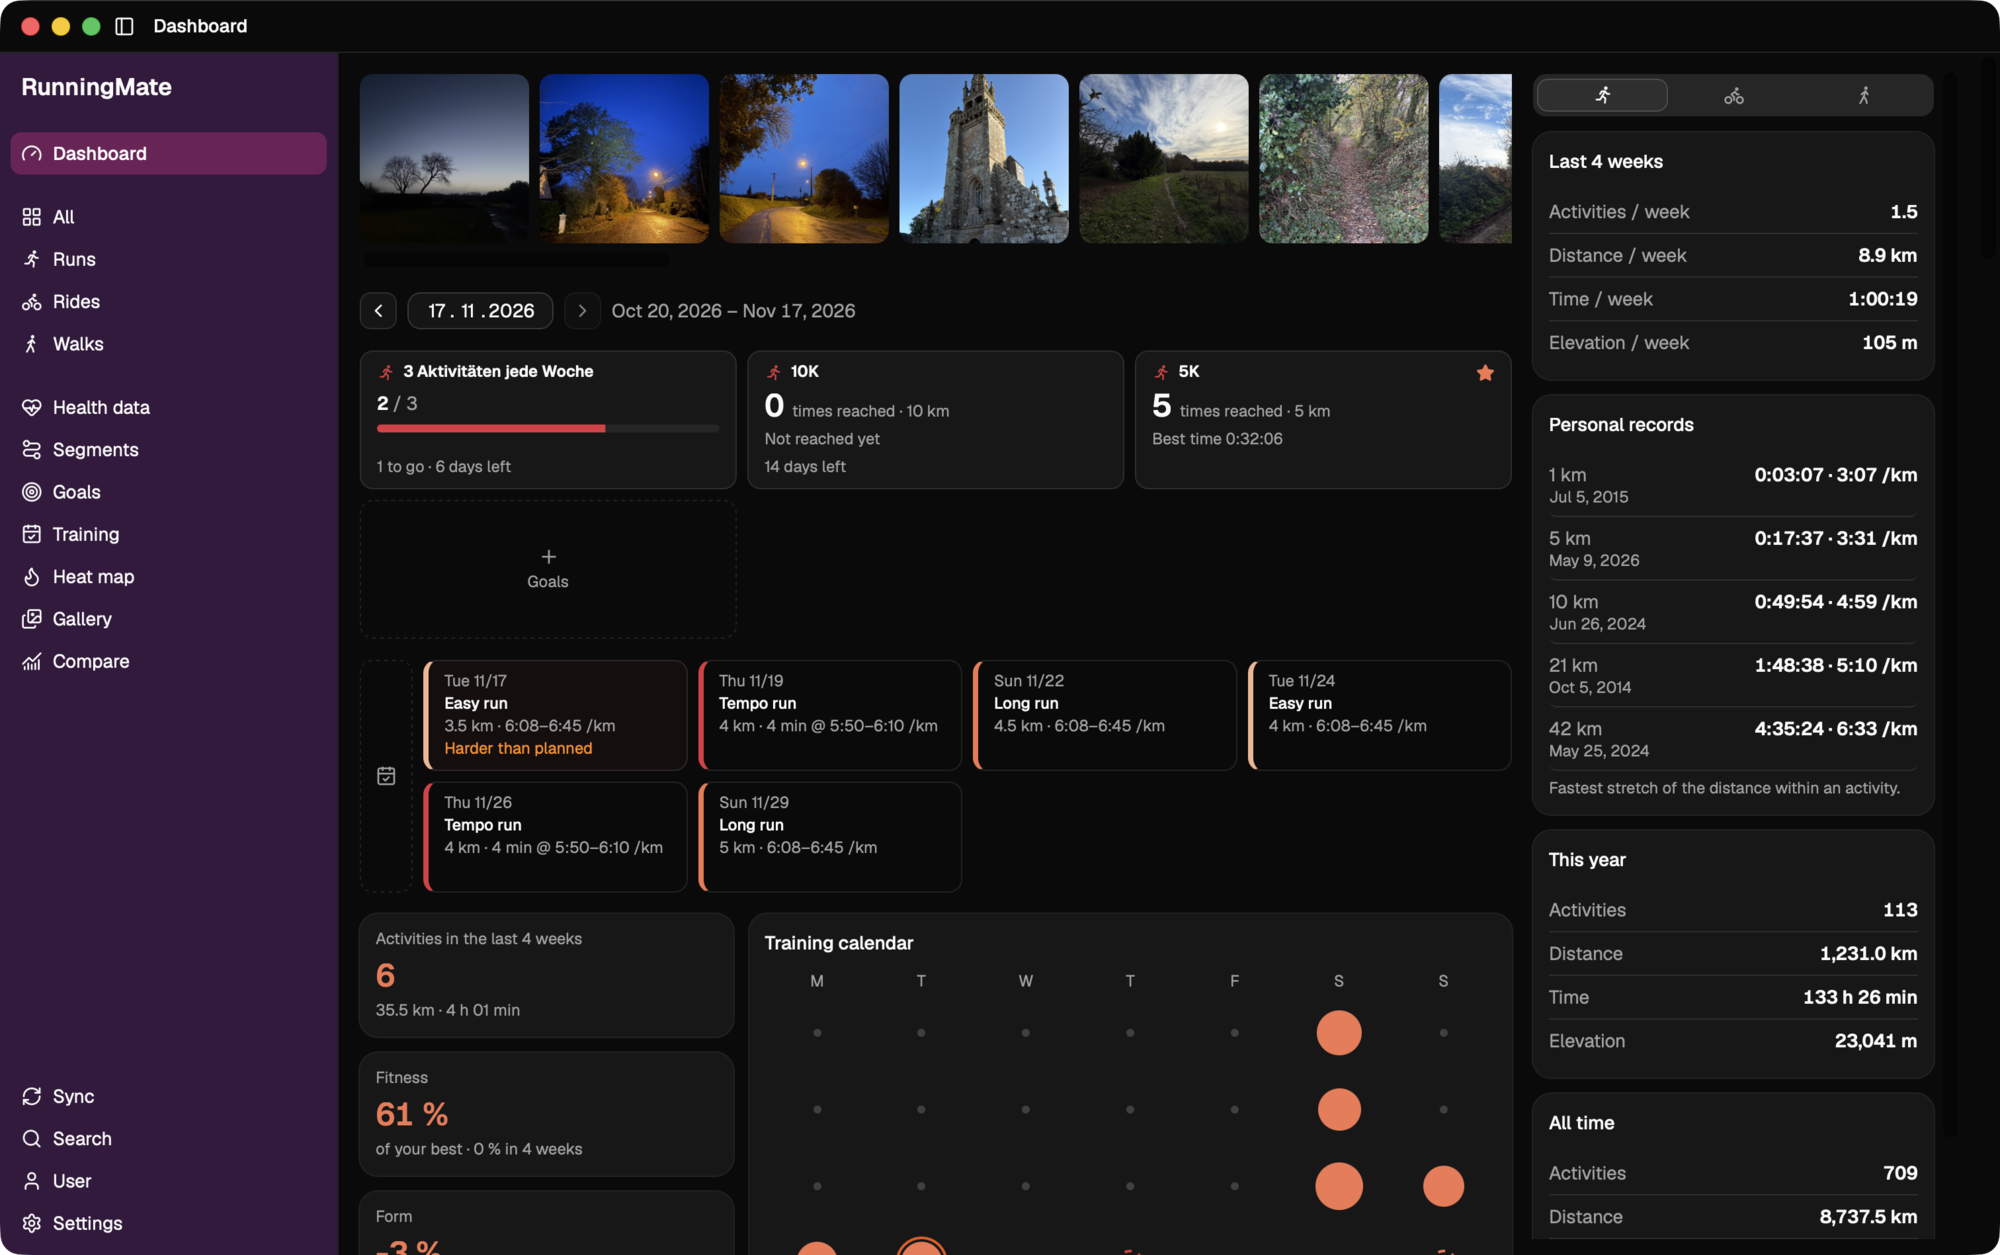 Dashboard
RunningMate
Dashboard
All
Runs
Rides
Walks
Health data
Segments
Goals
Training
Heat map
Gallery
Compare
Sync
Search
User
Settings
17 . 11 . 2026
Oct 20, 2026 – Nov 17, 2026
3 Aktivitäten jede Woche
2 / 3
1 to go · 6 days left
10K
0 times reached · 10 km
Not reached yet
14 days left
5K
5 times reached · 5 km
Best time 0:32:06
Goals
Tue 11/17
Easy run
3.5 km · 6:08–6:45 /km
Harder than planned
Thu 11/19
Tempo run
4 km · 4 min @ 5:50–6:10 /km
Sun 11/22
Long run
4.5 km · 6:08–6:45 /km
Tue 11/24
Easy run
4 km · 6:08–6:45 /km
Thu 11/26
Tempo run
4 km · 4 min @ 5:50–6:10 /km
Sun 11/29
Long run
5 km · 6:08–6:45 /km
Activities in the last 4 weeks
6
35.5 km · 4 h 01 min
Fitness
61 %
of your best · 0 % in 4 weeks
Form
-3 %
Training calendar
M T W T F S S
Last 4 weeks
Activities / week 1.5
Distance / week 8.9 km
Time / week 1:00:19
Elevation / week 105 m
Personal records
1 km 0:03:07 · 3:07 /km
Jul 5, 2015
5 km 0:17:37 · 3:31 /km
May 9, 2026
10 km 0:49:54 · 4:59 /km
Jun 26, 2024
21 km 1:48:38 · 5:10 /km
Oct 5, 2014
42 km 4:35:24 · 6:33 /km
May 25, 2024
Fastest stretch of the distance within an activity.
This year
Activities 113
Distance 1,231.0 km
Time 133 h 26 min
Elevation 23,041 m
All time
Activities 709
Distance 8,737.5 km